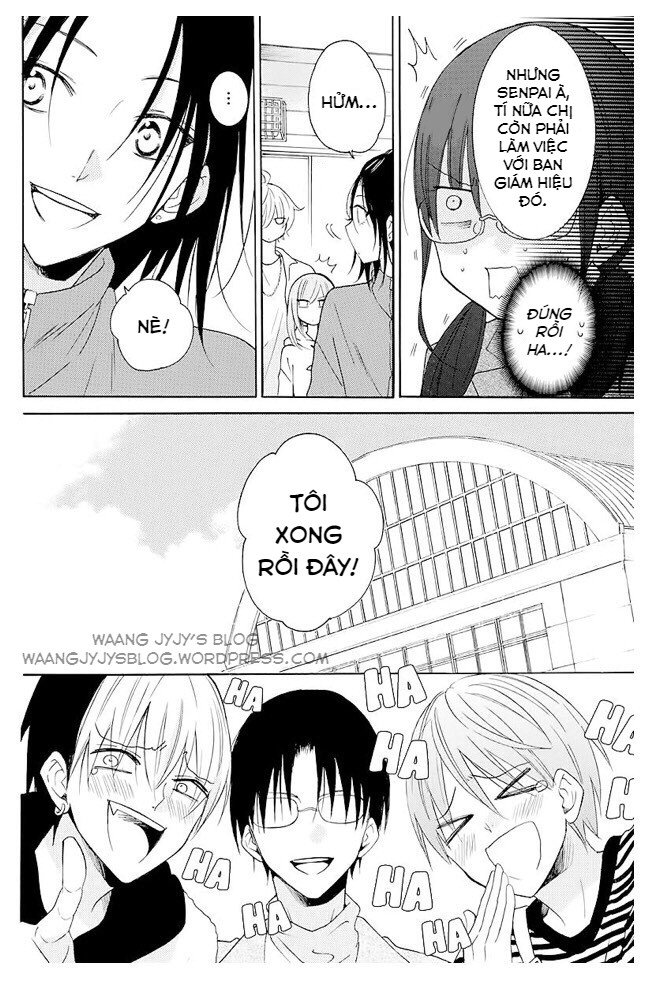 NHƯNG
SENPAI À,
TÍ NỮA CHỊ
CÒN PHẢI
LÀM VIỆC
VỚI BAN
GIÁM HIỆU
ĐÓ.
ĐÚNG
RỒI
HA...!
HỬM...
...
NÈ!
TÔI
XONG
RỒI ĐÂY!
WAANG JYJY'S BLOG
WAANGJYJYSBLOG.WORDPRESS.COM
HA
HA
HA
HA
HA
HA
HA
HA
HA
HA
HA